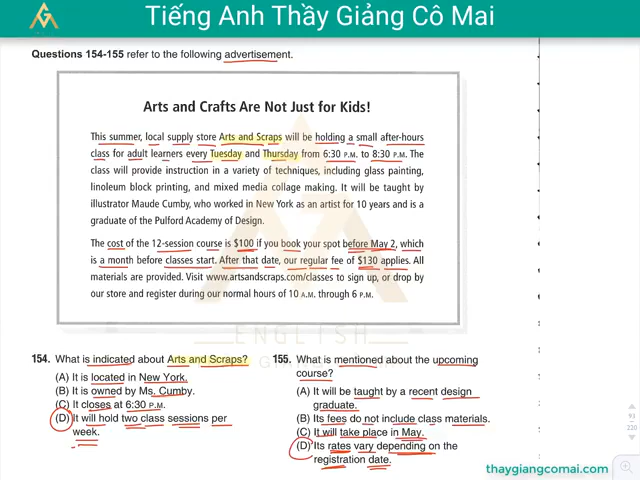 Tiếng Anh Thầy Giảng Cô Mai
Questions 154-155 refer to the following advertisement.
Arts and Crafts Are Not Just for Kids!
This summer, local supply store Arts and Scraps will be holding a small after-hours
class for adult learners every Tuesday and Thursday from 6:30 P.M. to 8:30 P.M. The
class will provide instruction in a variety of techniques, including glass painting,
linoleum block printing, and mixed media collage making. It will be taught by
illustrator Maude Cumby, who worked in New York as an artist for 10 years and is a
graduate of the Pulford Academy of Design.
The cost of the 12-session course is $100 if you book your spot before May 2, which
is a month before classes start. After that date, our regular fee of $130 applies. All
materials are provided. Visit www.artsandscraps.com/classes to sign up, or drop by
our store and register during our normal hours of 10 A.M. through 6 P.M.
ENGLISH
154. What is indicated about Arts and Scraps?
(A) It is located in New York.
(B) It is owned by Ms. Cumby.
(C) It closes at 6:30 P.M.
(D) It will hold two class sessions per
week.
155. What is mentioned about the upcoming
course?
(A) It will be taught by a recent design
graduate.
(B) Its fees do not include class materials.
(C) It will take place in May.
(D) Its rates vary depending on the
registration date.
93
220
thaygiangcomai.com